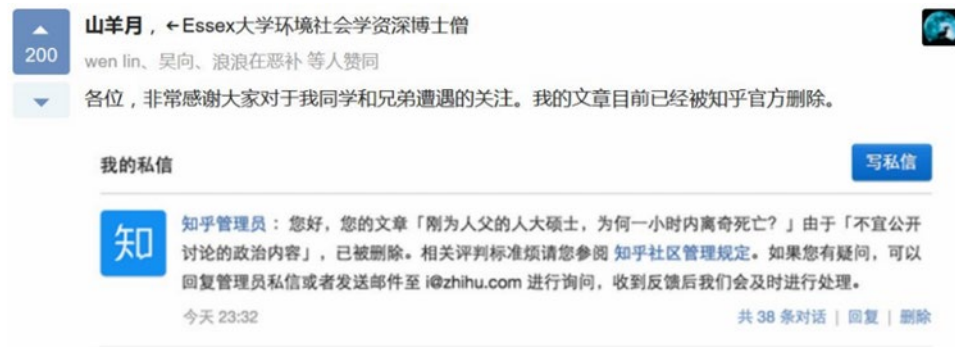 山羊月，←Essex大学环境社会学资深博士僧
200
wen lin、吴向、浪浪在恶补 等人赞同
各位，非常感谢大家对于我同学和兄弟遭遇的关注。我的文章目前已经被知乎官方删除。
我的私信
写私信
知
知乎管理员：您好，您的文章「刚为人父的人大硕士，为何一小时内离奇死亡？」由于「不宜公开
讨论的政治内容」，已被删除。相关评判标准烦请您参阅 知乎社区管理规定。如果您有疑问，可以
回复管理员私信或者发送邮件至 i@zhihu.com 进行询问，收到反馈后我们会及时进行处理。
今天 23:32
共 38 条对话 | 回复 | 删除